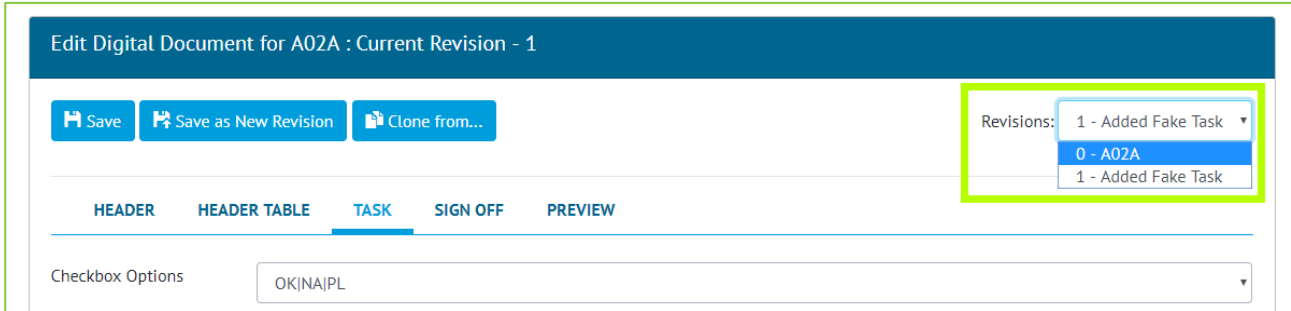 Edit Digital Document for A02A : Current Revision - 1
Save Save as New Revision Clone from... Revisions: 1 - Added Fake Task
0 - A02A
1 - Added Fake Task
HEADER HEADER TABLE TASK SIGN OFF PREVIEW
Checkbox Options OK|NA|PL